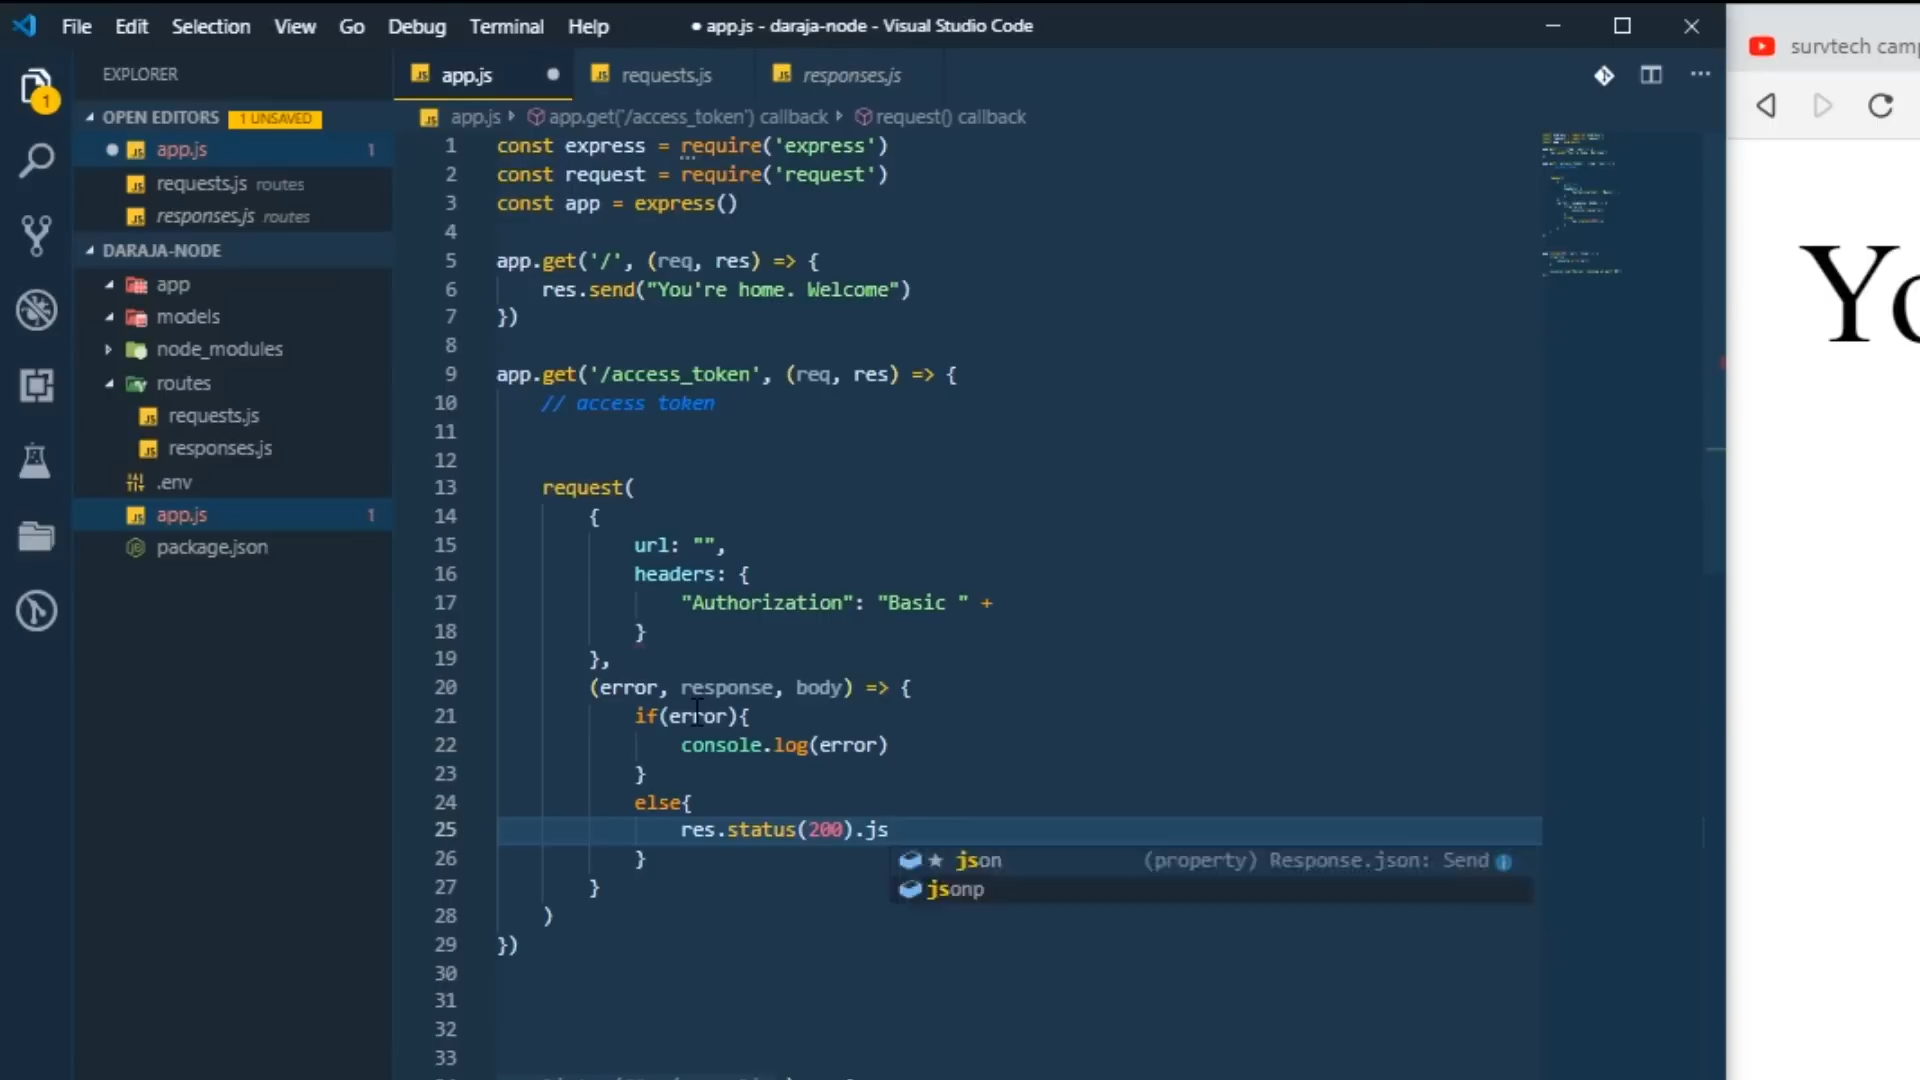 File Edit Selection View Go Debug Terminal Help ● app.js - daraja-node - Visual Studio Code
survtech camp
EXPLORER
app.js requests.js responses.js
1
OPEN EDITORS 1 UNSAVED
app.js app.get('/access_token') callback request() callback
app.js 1
requests.js routes
responses.js routes
DARAJA-NODE
app
models
node_modules
routes
requests.js
responses.js
.env
app.js 1
package.json
1 const express = require('express')
2 const request = require('request')
3 const app = express()
4
5 app.get('/', (req, res) => {
6 res.send("You're home. Welcome")
7 })
8
9 app.get('/access_token', (req, res) => {
10 // access token
11
12
13 request(
14 {
15 url: "",
16 headers: {
17 "Authorization": "Basic " +
18 }
19 },
20 (error, response, body) => {
21 if(error){
22 console.log(error)
23 }
24 else{
25 res.status(200).js
26 }
27 }
28 )
29 })
30
31
32
33
json (property) Response.json: Send
jsonp
Yo